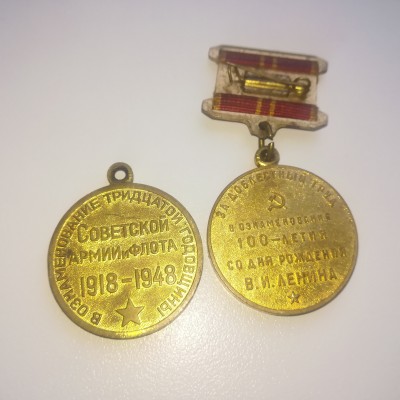 В ОЗНАМЕНОВАНИЕ ТРИДЦАТОЙ ГОДОВЩИНЫ
СОВЕТСКОЙ
АРМИИ И ФЛОТА
1918-1948
ЗА ДОБЛЕСТНЫЙ ТРУД
В ОЗНАМЕНОВАНИЕ
100-ЛЕТИЯ
СО ДНЯ РОЖДЕНИЯ
В.И.ЛЕНИНА